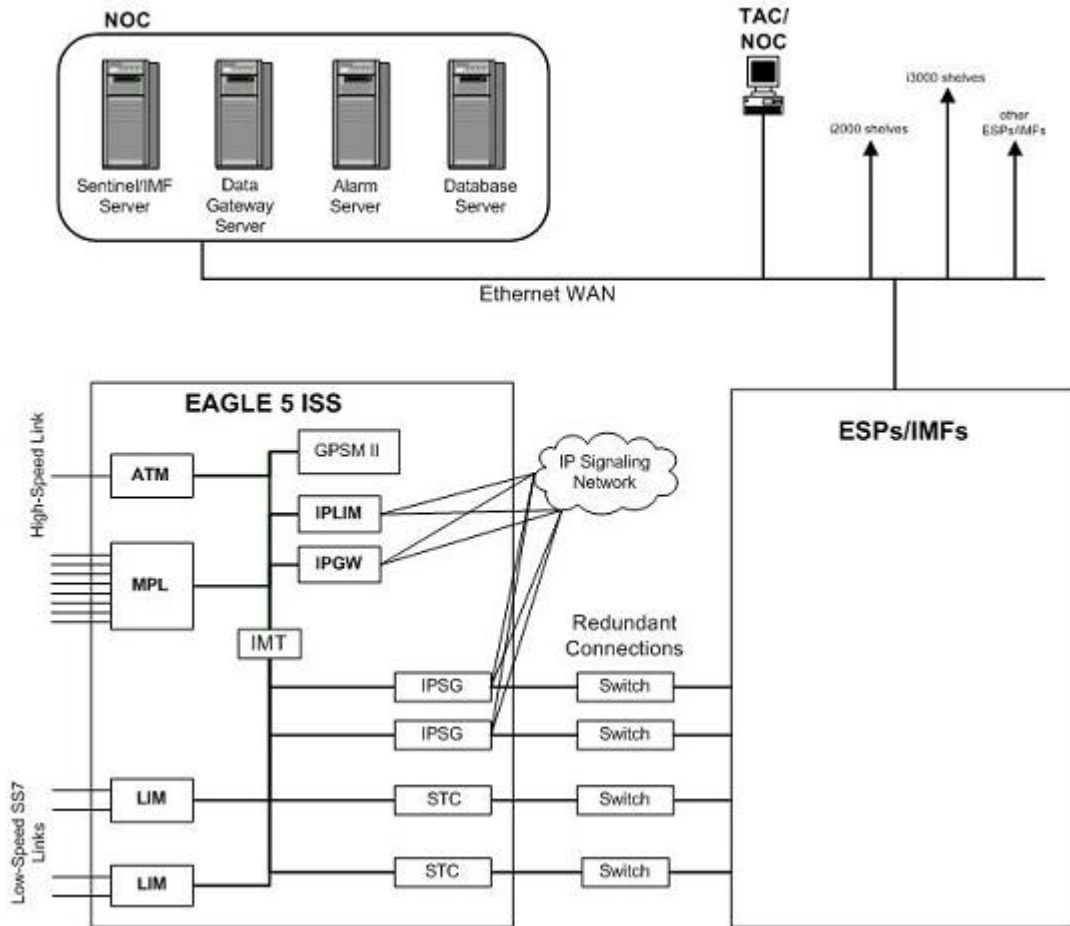 NOC
TAC/
NOC
Sentinel/IMF
Server
Data
Gateway
Server
Alarm
Server
Database
Server
i2000 shelves
i3000 shelves
other
ESPs/IMFs
Ethernet WAN
EAGLE 5 ISS
ESPs/IMFs
High-Speed Link
ATM
GPSM II
IP Signaling
Network
IPLIM
MPL
IPGW
IMT
Redundant
Connections
IPSG
Switch
IPSG
Switch
Low-Speed SS7
Links
LIM
STC
Switch
LIM
STC
Switch